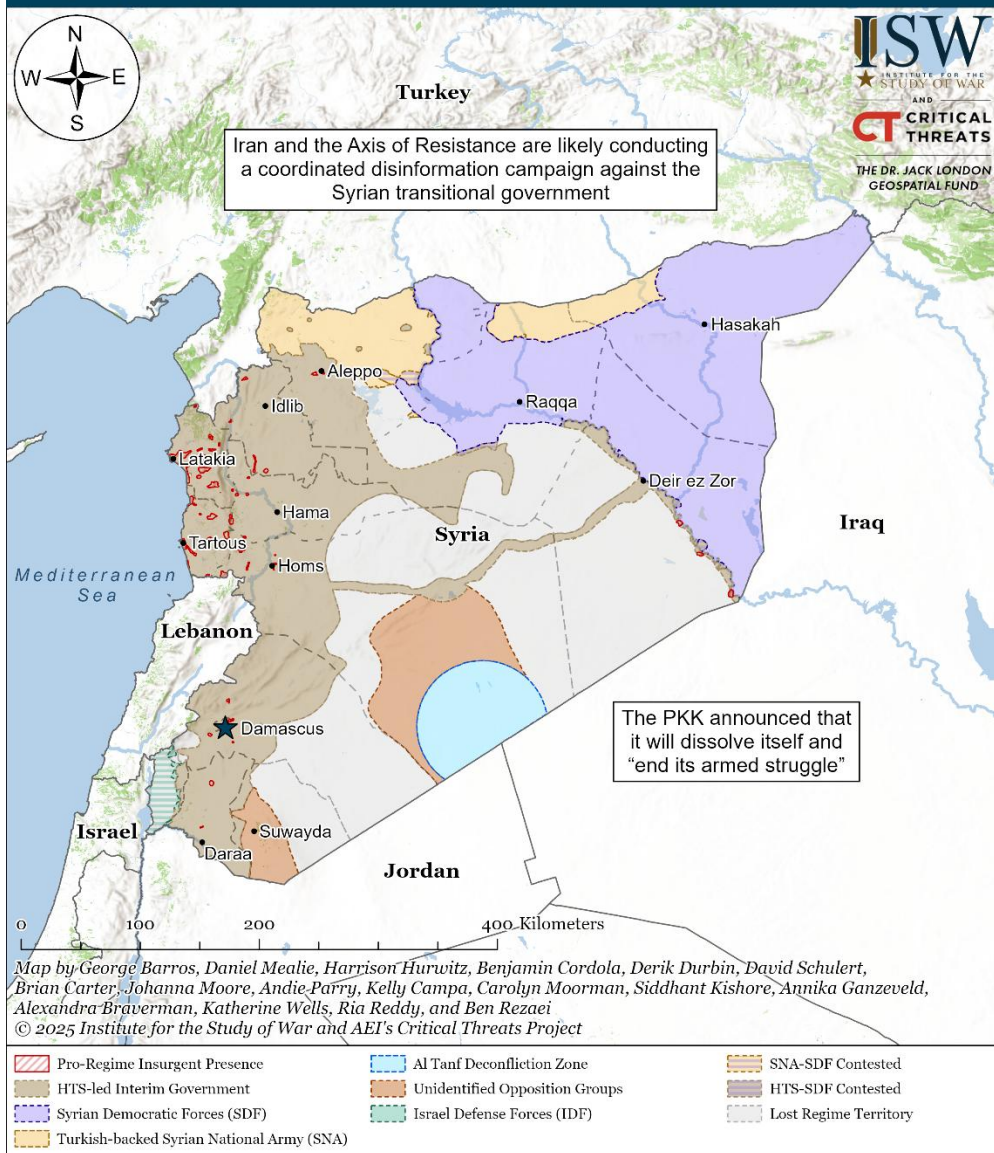 N
W
E
S
ISW
INSTITUTE FOR THE
STUDY OF WAR
AND
CT CRITICAL
THREATS
THE DR. JACK LONDON
GEOSPATIAL FUND
Turkey
Iran and the Axis of Resistance are likely conducting
a coordinated disinformation campaign against the
Syrian transitional government
Hasakah
Aleppo
Idlib
Raqqa
Latakia
Deir ez Zor
Hama
Syria
Iraq
Tartous
Homs
Mediterranean
Sea
Lebanon
Damascus
The PKK announced that
it will dissolve itself and
“end its armed struggle”
Israel
Suwayda
Daraa
Jordan
0 100 200 400 Kilometers
Map by George Barros, Daniel Mealie, Harrison Hurwitz, Benjamin Cordola, Derik Durbin, David Schulert,
Brian Carter, Johanna Moore, Andie Parry, Kelly Campa, Carolyn Moorman, Siddhant Kishore, Annika Ganzeveld,
Alexandra Braverman, Katherine Wells, Ria Reddy, and Ben Rezaei
© 2025 Institute for the Study of War and AEI's Critical Threats Project
Pro-Regime Insurgent Presence
HTS-led Interim Government
Syrian Democratic Forces (SDF)
Turkish-backed Syrian National Army (SNA)
Al Tanf Deconfliction Zone
Unidentified Opposition Groups
Israel Defense Forces (IDF)
SNA-SDF Contested
HTS-SDF Contested
Lost Regime Territory